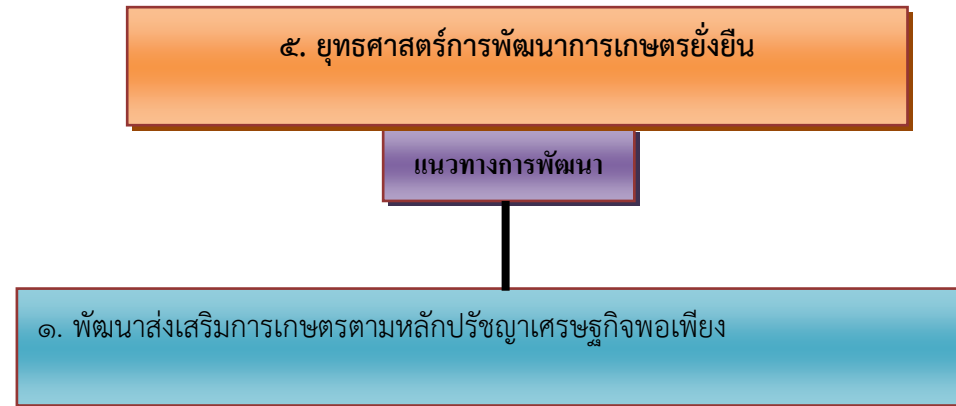 ๕. ยุทธศาสตร์การพัฒนาการเกษตรยั่งยืน
แนวทางการพัฒนา
๑. พัฒนาส่งเสริมการเกษตรตามหลักปรัชญาเศรษฐกิจพอเพียง